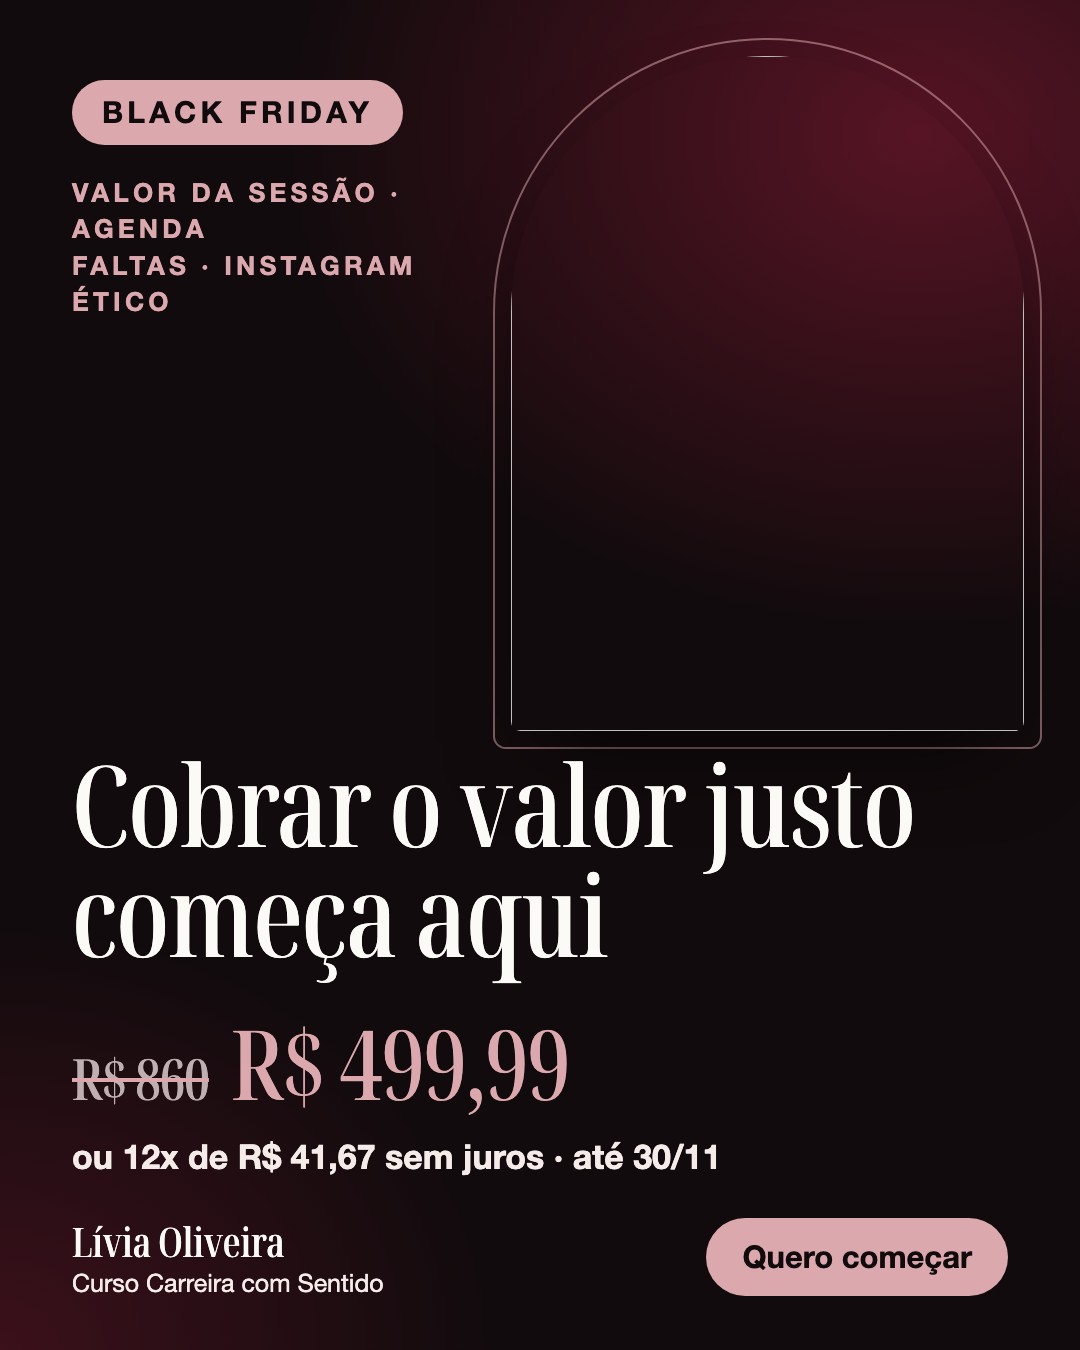 BLACK FRIDAY
VALOR DA SESSÃO ·
AGENDA
FALTAS · INSTAGRAM
ÉTICO
Cobrar o valor justo
começa aqui
R$ 860 R$ 499,99
ou 12x de R$ 41,67 sem juros · até 30/11
Lívia Oliveira
Curso Carreira com Sentido
Quero começar